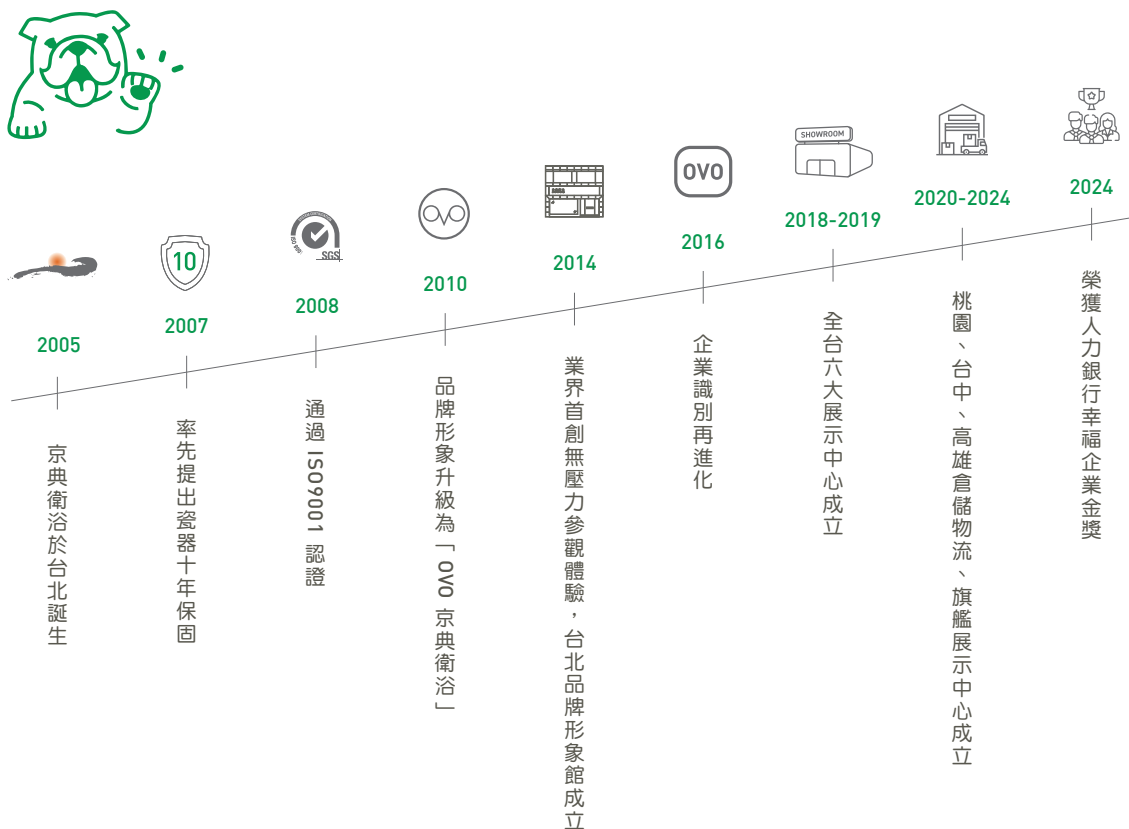 2005
京典衛浴於台北誕生
10
2007
率先提出瓷器十年保固
ISO 9001
SGS
2008
通過 ISO9001 認證
2010
品牌形象升級為「OVO 京典衛浴」
2014
業界首創無壓力參觀體驗，台北品牌形象館成立
OVO
2016
企業識別再進化
SHOWROOM
2018-2019
全台六大展示中心成立
2020-2024
桃園、台中、高雄倉儲物流、旗艦展示中心成立
2024
榮獲人力銀行幸福企業金獎